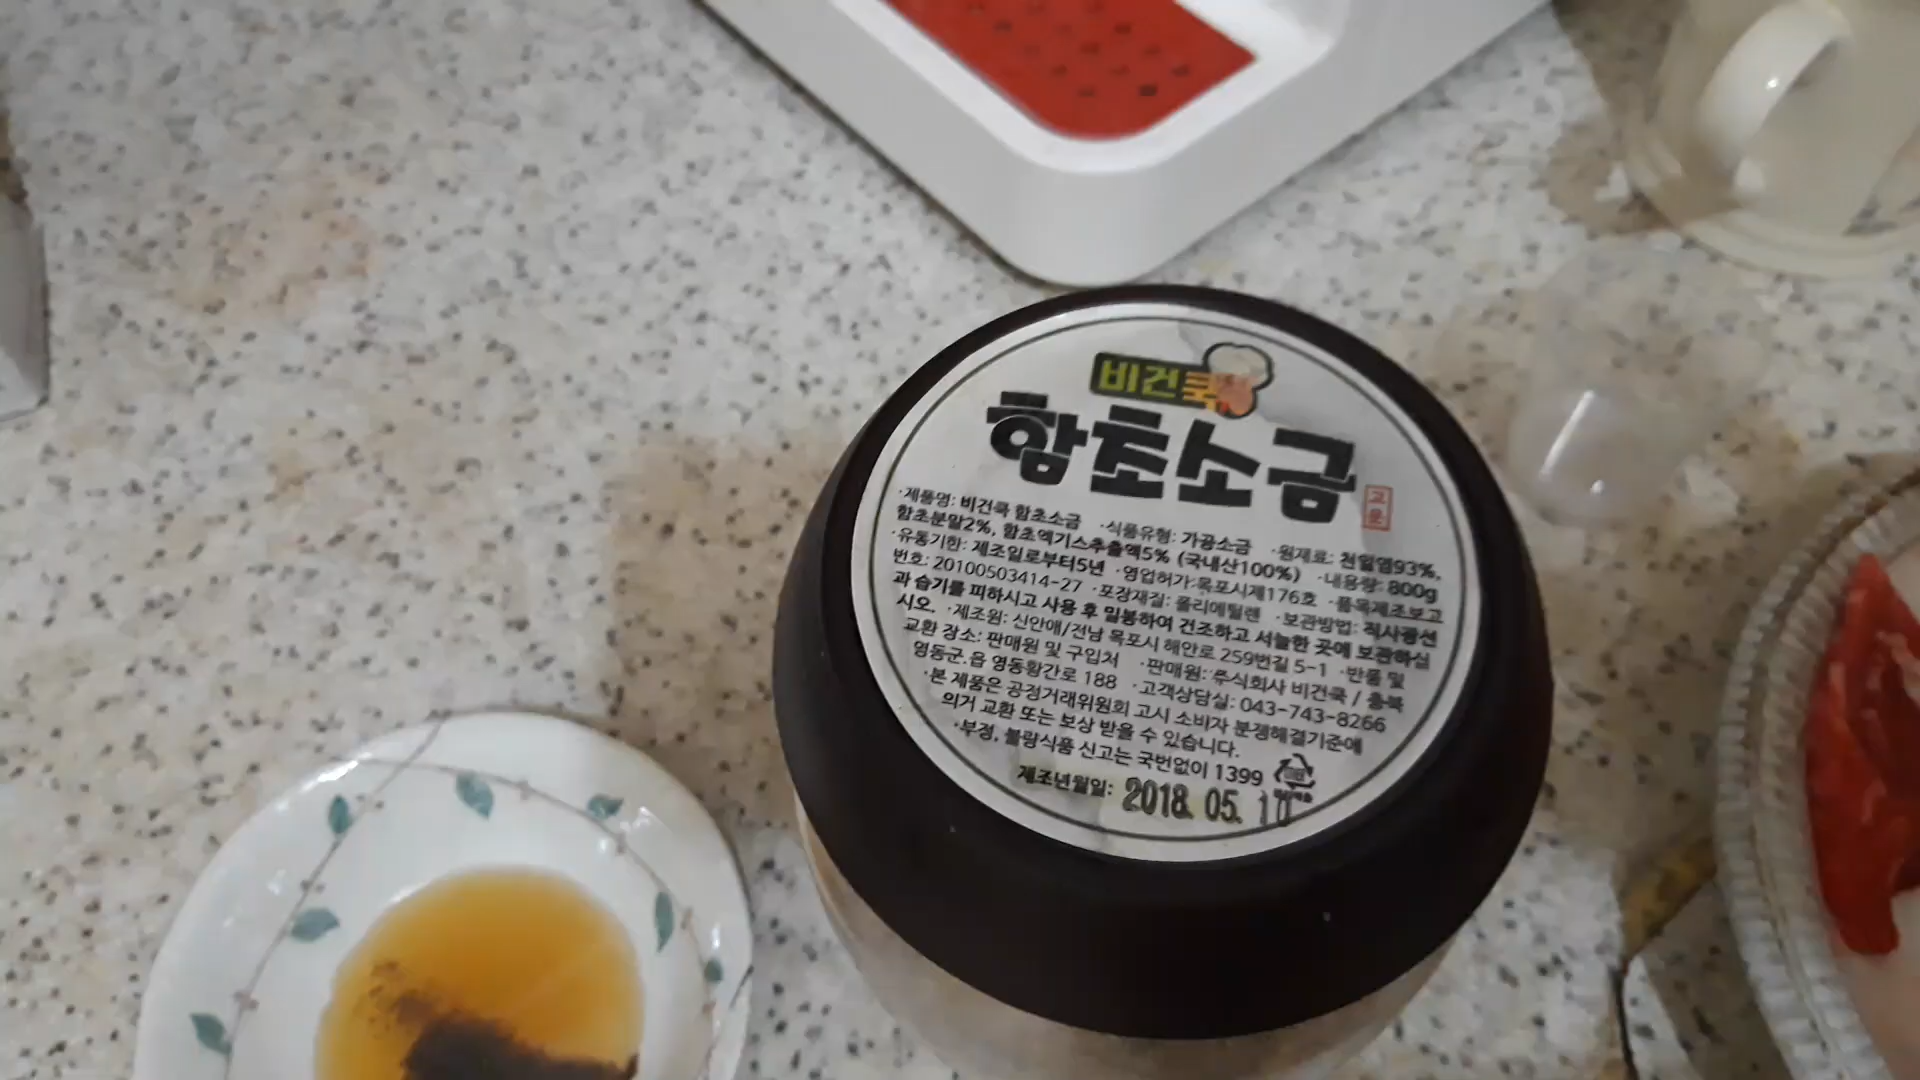 비건쿡
함초소금
고운
·제품명: 비건쿡 함초소금 ·식품유형: 가공소금 ·원재료: 천일염93%,
함초분말2%, 함초엑기스추출액5% (국내산100%) ·내용량: 800g
·유통기한: 제조일로부터5년 ·영업허가:목포시제176호 ·품목제조보고
번호: 20100503414-27 ·포장재질: 폴리에틸렌 ·보관방법: 직사광선
과 습기를 피하시고 사용 후 밀봉하여 건조하고 서늘한 곳에 보관하십
시오. ·제조원: 신안애/전남 목포시 해안로 259번길 5-1 ·반품 및
교환 장소: 판매원 및 구입처 ·판매원: 주식회사 비건쿡 / 충북
영동군.읍 영동황간로 188 ·고객상담실: 043-743-8266
·본 제품은 공정거래위원회 고시 소비자 분쟁해결기준에
의거 교환 또는 보상 받을 수 있습니다.
·부정, 불량식품 신고는 국번없이 1399
제조년월일: 2018. 05. 10